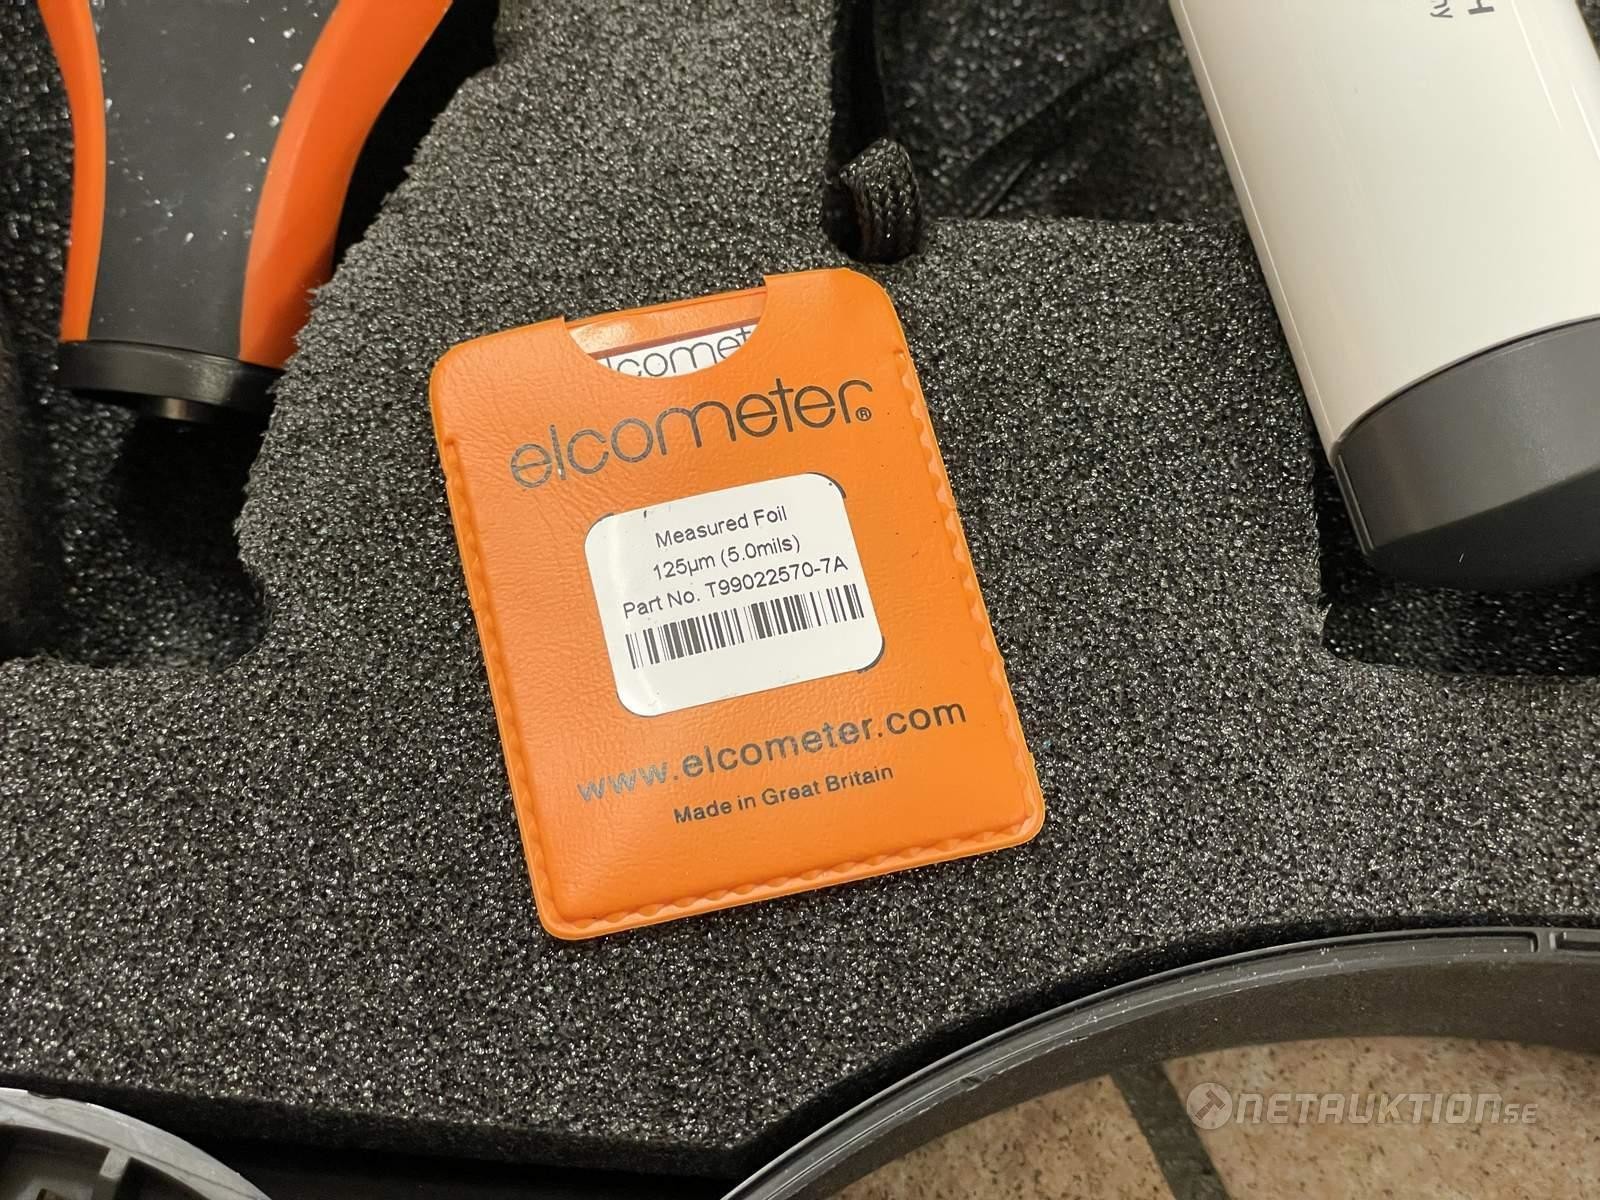 elcomet
elcometer®
Measured Foil
125µm (5.0mils)
Part No. T99022570-7A
www.elcometer.com
Made in Great Britain
NETAUKTION.SE